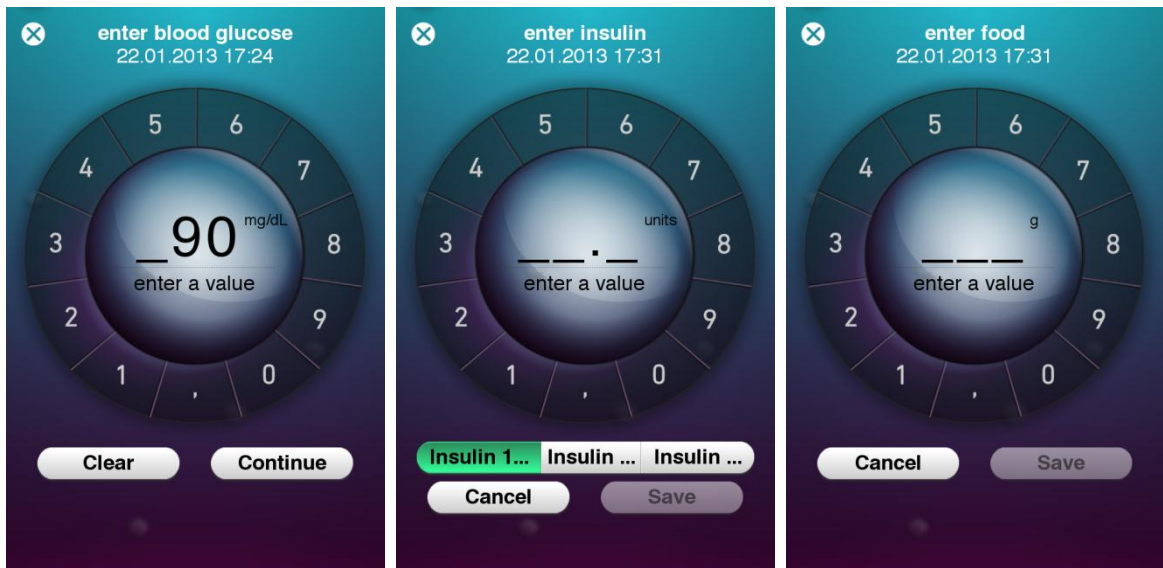 enter blood glucose
22.01.2013 17:24
5 6
4 7
_90 mg/dL
3 8
enter a value
2 9
1 , 0
Clear Continue
enter insulin
22.01.2013 17:31
5 6
4 7
units
3 8
__._
enter a value
2 9
1 , 0
Insulin 1... Insulin ... Insulin ...
Cancel Save
enter food
22.01.2013 17:31
5 6
4 7
g
3 8
___
enter a value
2 9
1 , 0
Cancel Save